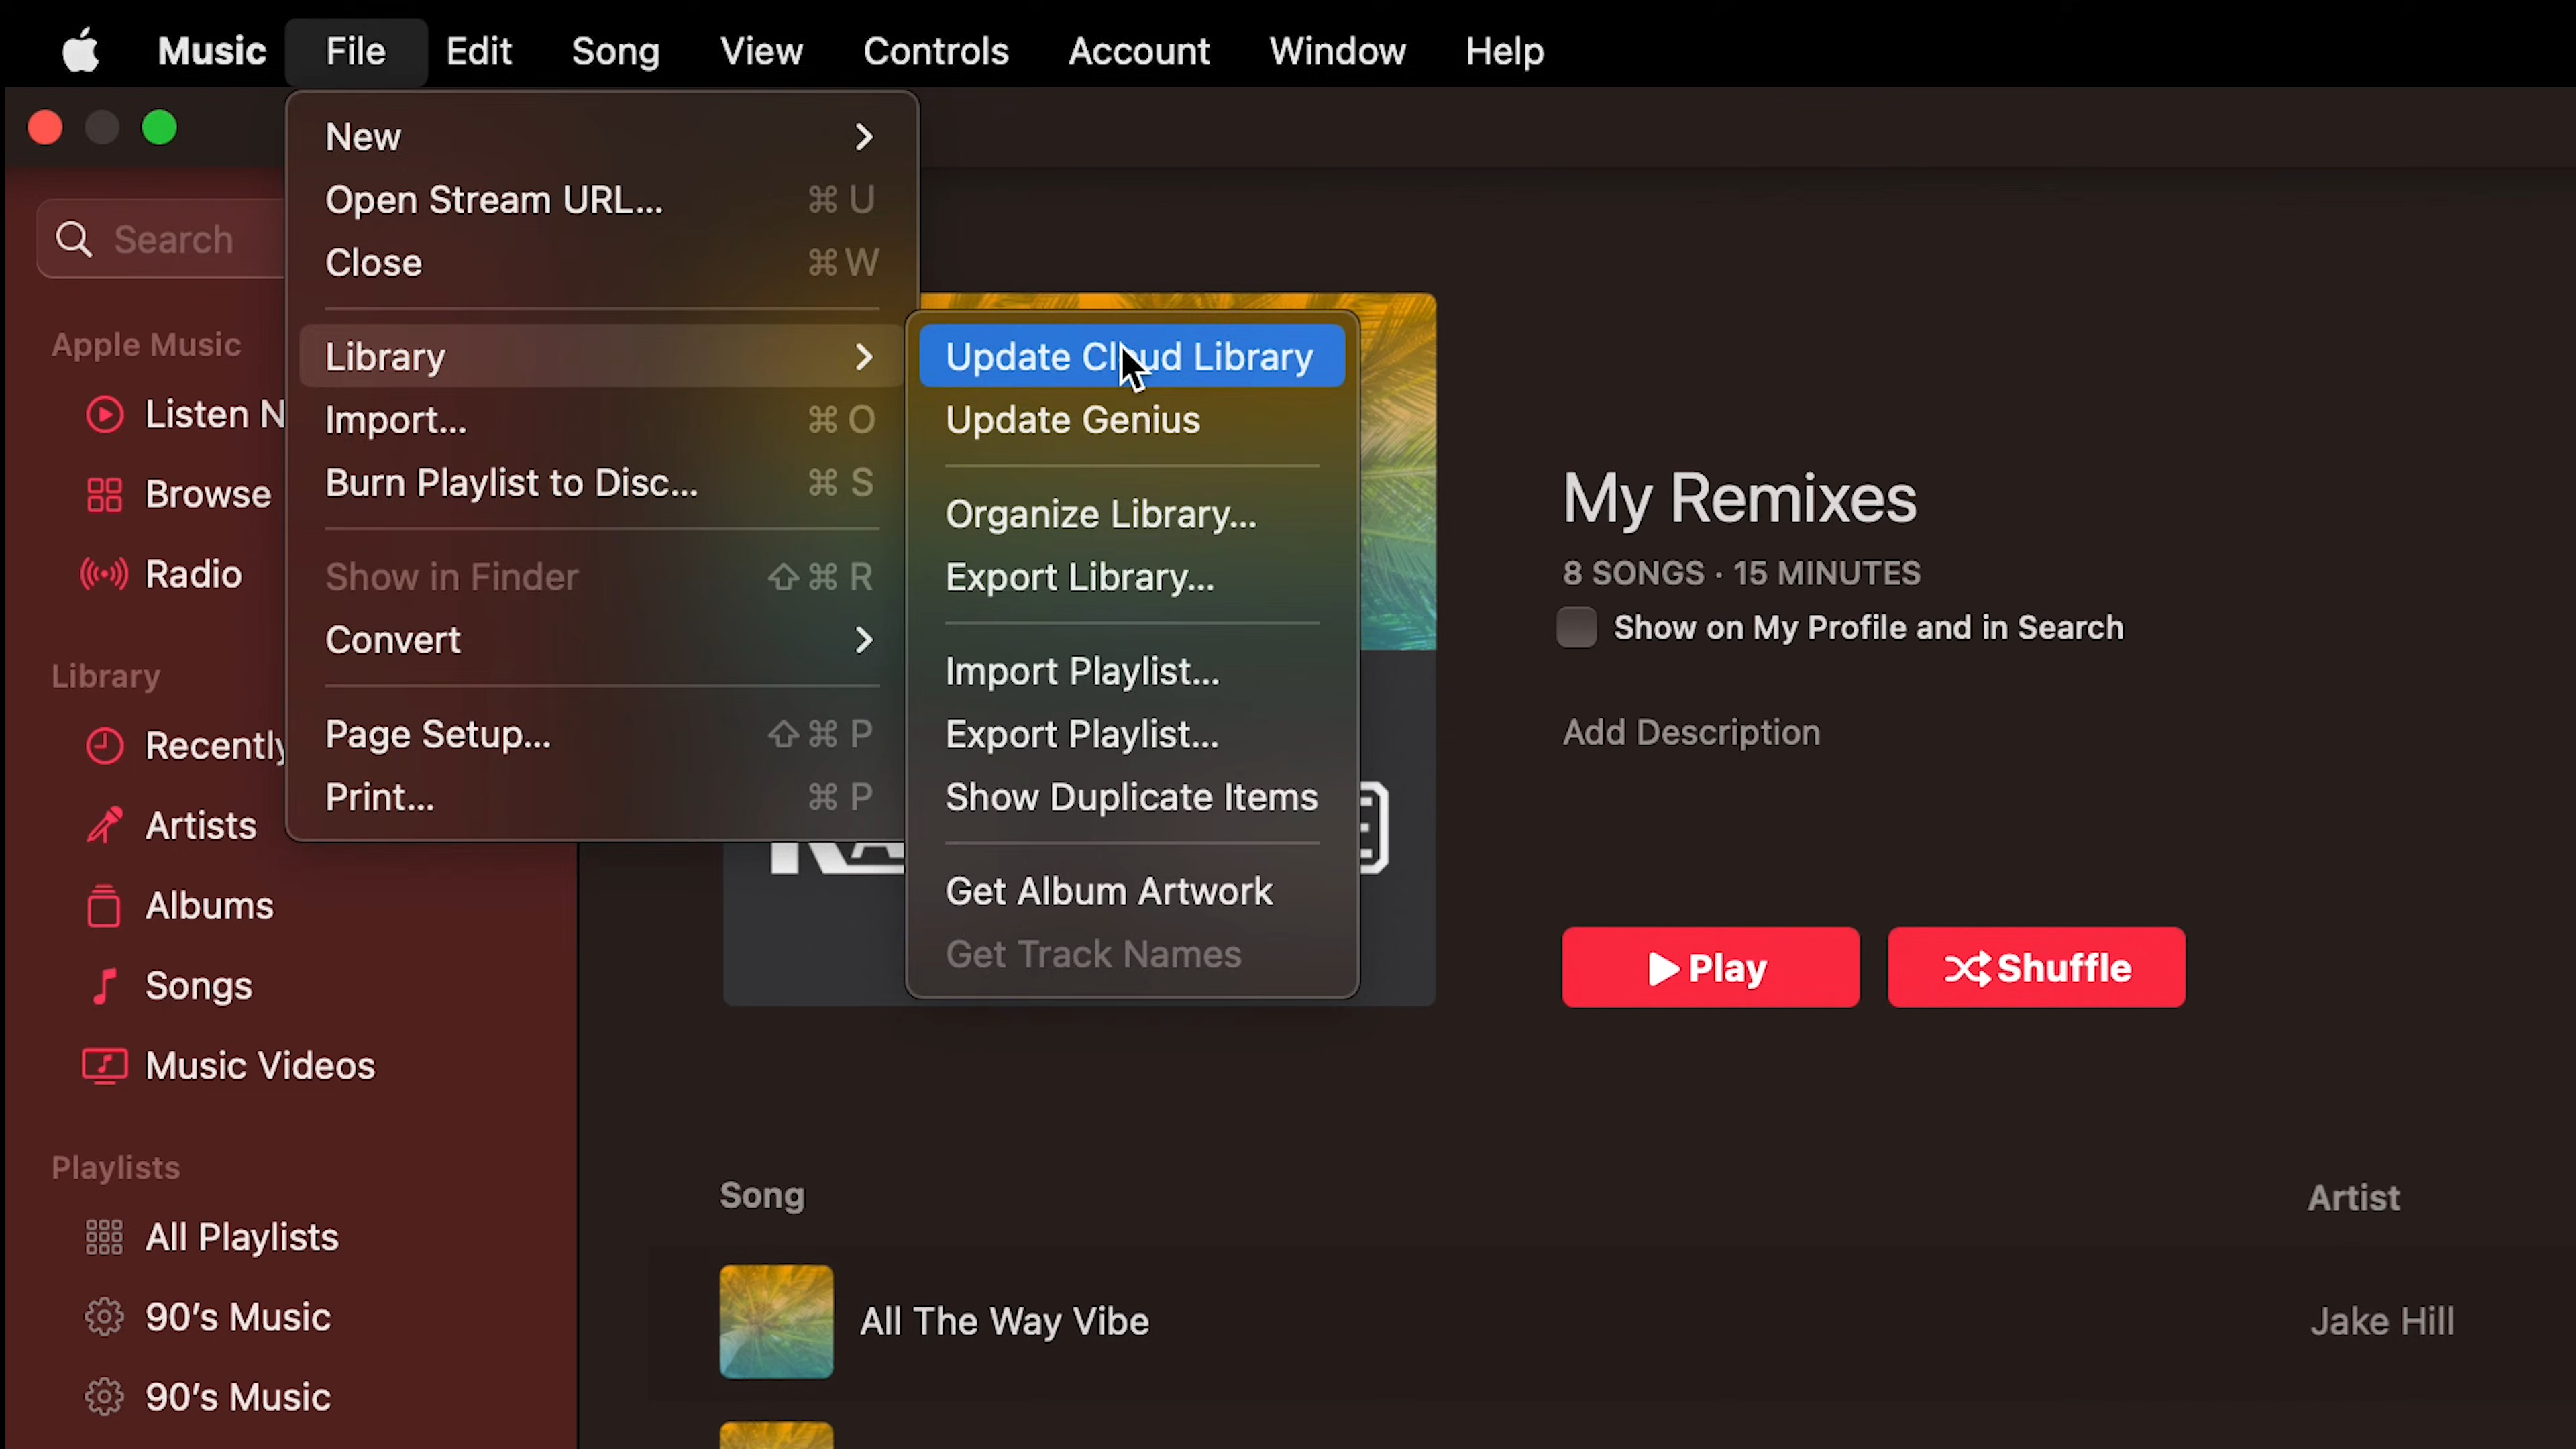 Music File Edit Song View Controls Account Window Help
New
Open Stream URL... ⌘ U
Close ⌘ W
Library
Import... ⌘ O
Burn Playlist to Disc... ⌘ S
Show in Finder ⇧ ⌘ R
Convert
Page Setup... ⇧ ⌘ P
Print... ⌘ P
Update Cloud Library
Update Genius
Organize Library...
Export Library...
Import Playlist...
Export Playlist...
Show Duplicate Items
Get Album Artwork
Get Track Names
Search
Apple Music
Listen N
Browse
Radio
Library
Recently
Artists
Albums
Songs
Music Videos
Playlists
All Playlists
90's Music
90's Music
My Remixes
8 SONGS · 15 MINUTES
Show on My Profile and in Search
Add Description
Play Shuffle
Song Artist
All The Way Vibe Jake Hill